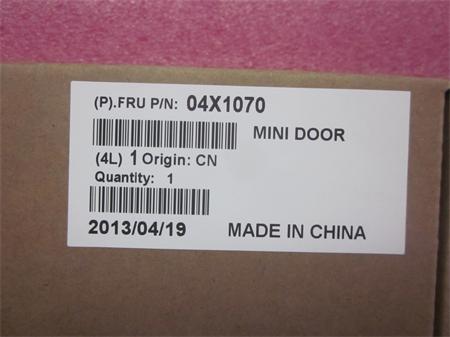 (P).FRU P/N: 04X1070
MINI DOOR
(4L) 1 Origin: CN
Quantity: 1
2013/04/19 MADE IN CHINA